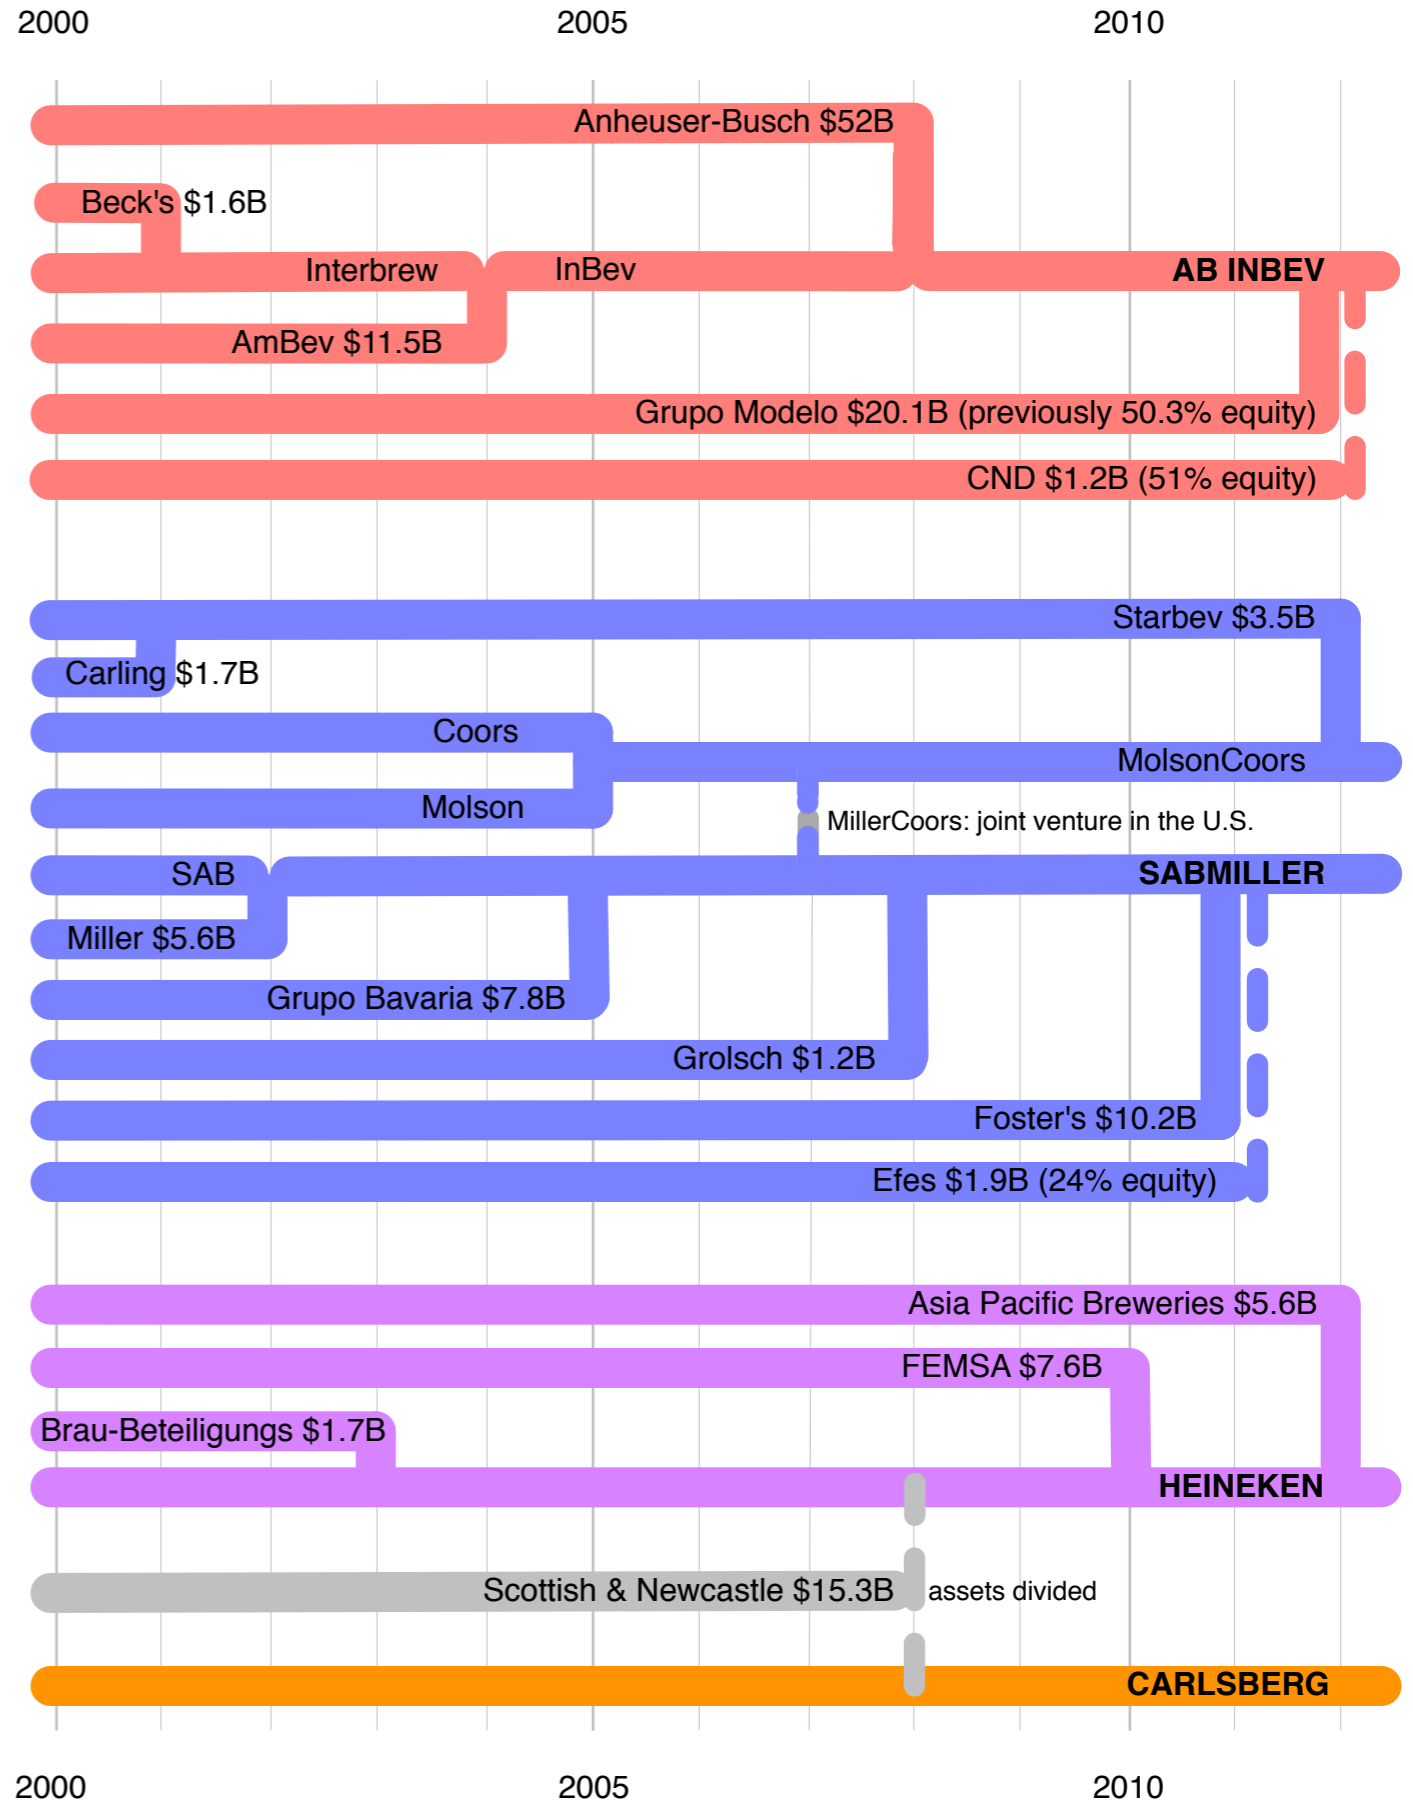 2000 2005 2010
Anheuser-Busch $52B
Beck's $1.6B
Interbrew InBev AB INBEV
AmBev $11.5B
Grupo Modelo $20.1B (previously 50.3% equity)
CND $1.2B (51% equity)
Starbev $3.5B
Carling $1.7B
Coors
MolsonCoors
Molson
MillerCoors: joint venture in the U.S.
SAB SABMILLER
Miller $5.6B
Grupo Bavaria $7.8B
Grolsch $1.2B
Foster's $10.2B
Efes $1.9B (24% equity)
Asia Pacific Breweries $5.6B
FEMSA $7.6B
Brau-Beteiligungs $1.7B
HEINEKEN
Scottish & Newcastle $15.3B assets divided
CARLSBERG
2000 2005 2010